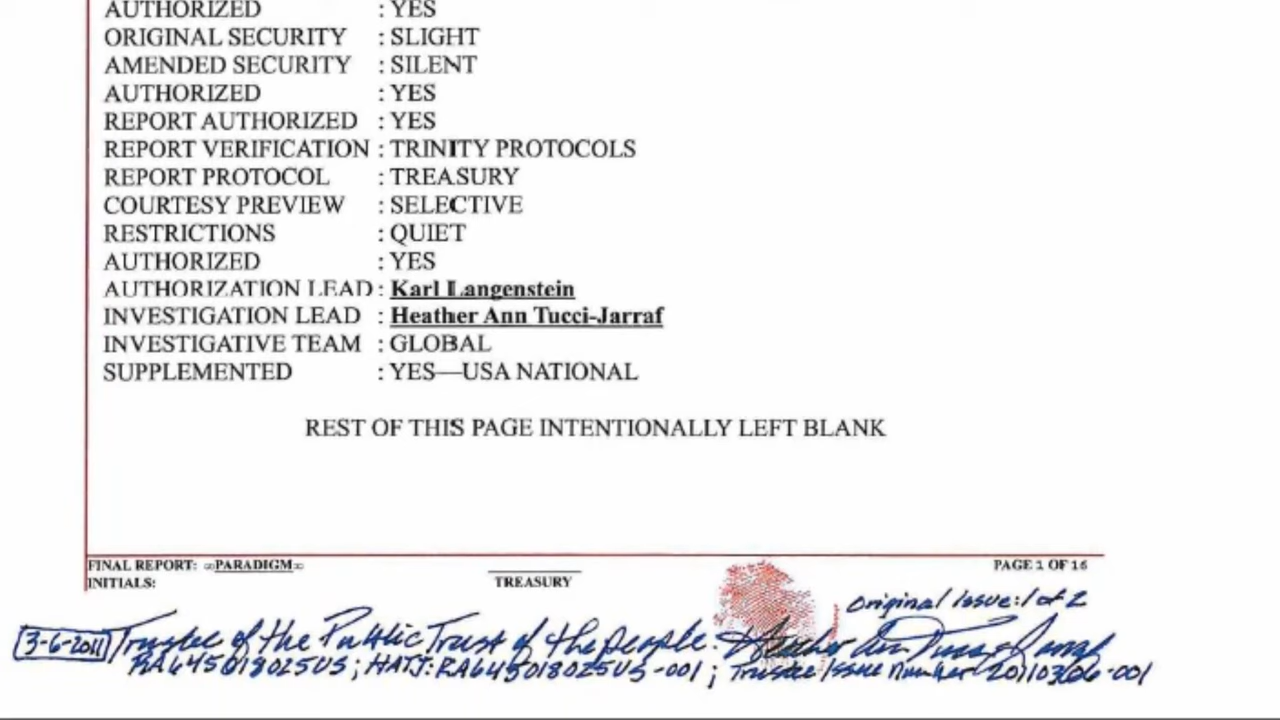 AUTHORIZED : YES
ORIGINAL SECURITY : SLIGHT
AMENDED SECURITY : SILENT
AUTHORIZED : YES
REPORT AUTHORIZED : YES
REPORT VERIFICATION : TRINITY PROTOCOLS
REPORT PROTOCOL : TREASURY
COURTESY PREVIEW : SELECTIVE
RESTRICTIONS : QUIET
AUTHORIZED : YES
AUTHORIZATION LEAD : Karl Langenstein
INVESTIGATION LEAD : Heather Ann Tucci-Jarraf
INVESTIGATIVE TEAM : GLOBAL
SUPPLEMENTED : YES—USA NATIONAL
REST OF THIS PAGE INTENTIONALLY LEFT BLANK
FINAL REPORT: ∞PARADIGM∞ PAGE 1 OF 16
INITIALS: TREASURY
Original Issue: 1 of 2
3-6-2011 Trustee of the Public Trust of the people: Heather Ann Tucci-Jarraf
RA645018025US; HATJ: RA645018025US-001; Trustee Issue Number 20110306-001